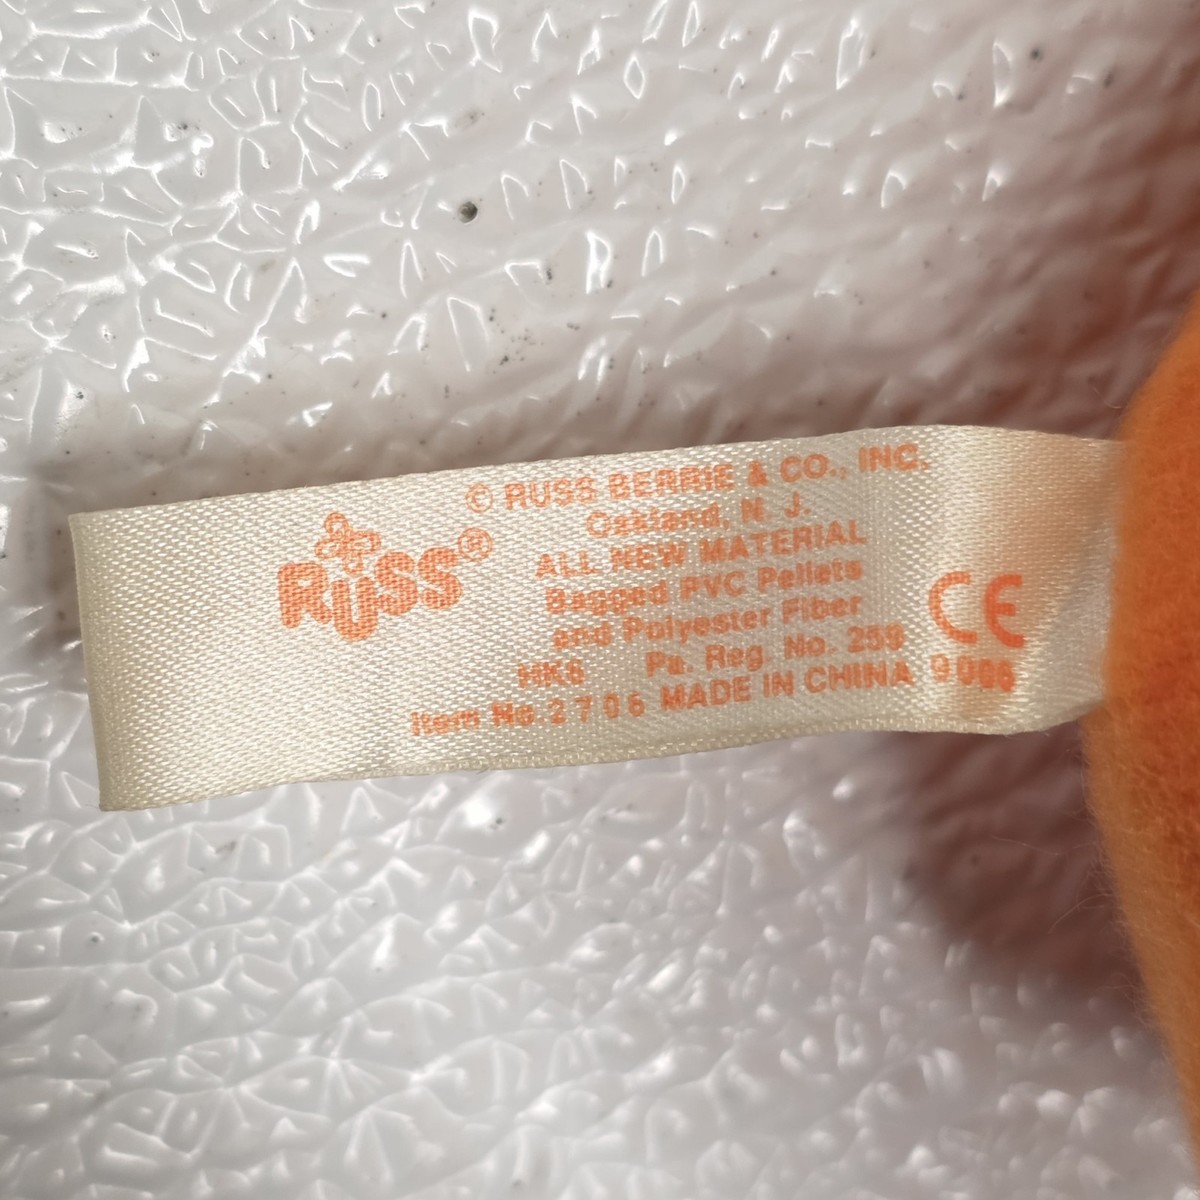 RUSS®
© RUSS BERRIE & CO., INC.
Oakland, N. J.
ALL NEW MATERIAL
Bagged PVC Pellets
and Polyester Fiber
HK6 Pa. Reg. No. 259
Item No. 2706 MADE IN CHINA
CE